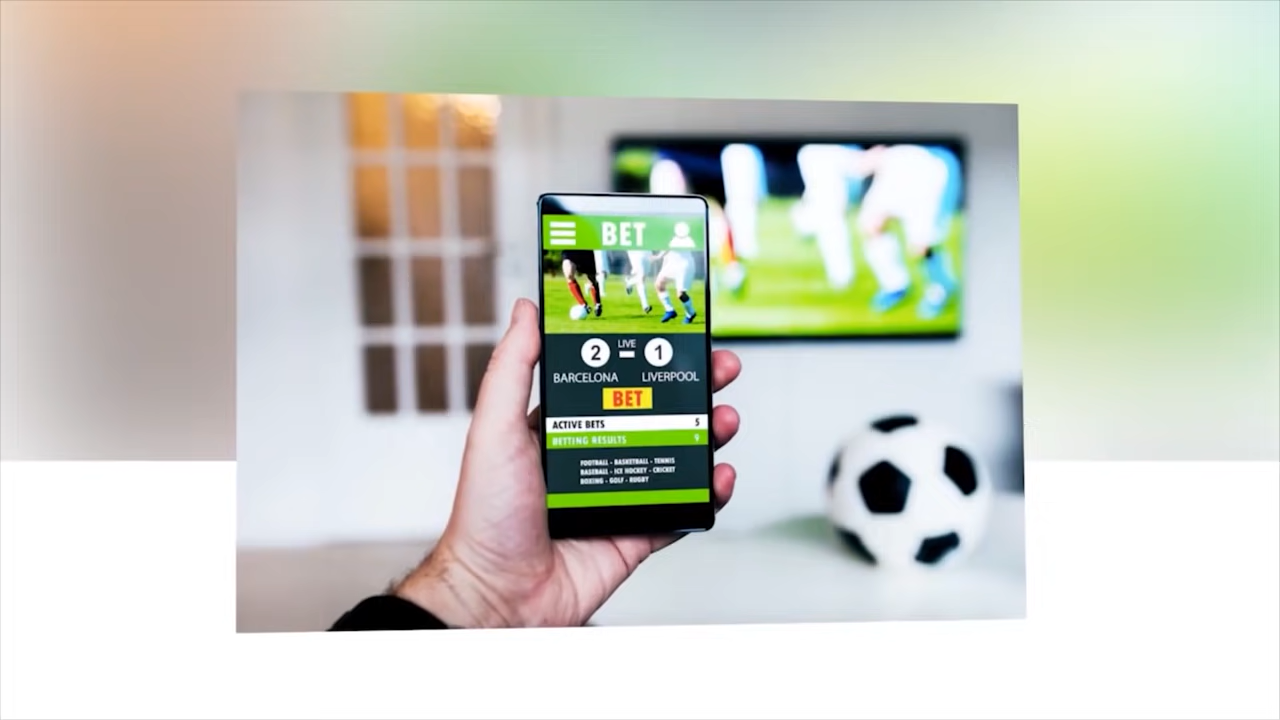 BET
2 LIVE 1
BARCELONA LIVERPOOL
BET
ACTIVE BETS 5
BETTING RESULTS 9
FOOTBALL - BASKETBALL - TENNIS
BASEBALL - ICE HOCKEY - CRICKET
BOXING - GOLF - RUGBY